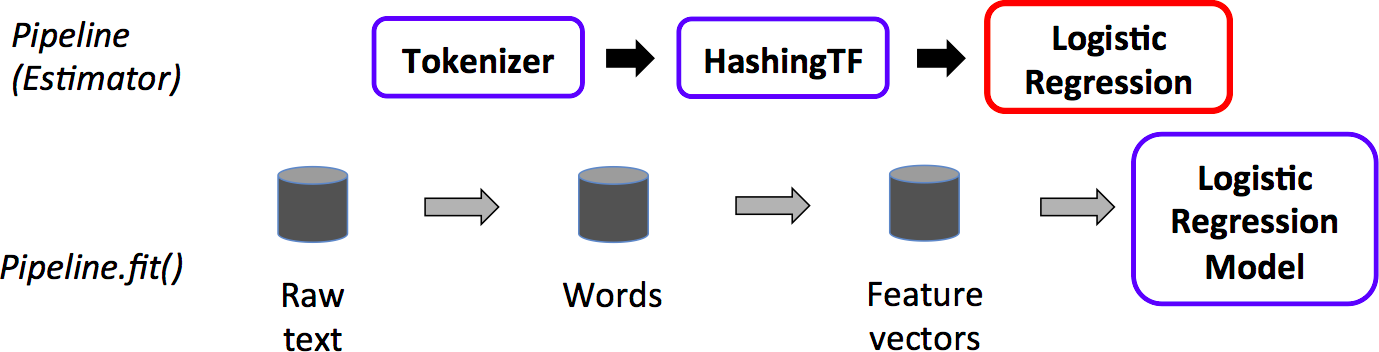 Pipeline
(Estimator)
Tokenizer
HashingTF
Logistic
Regression
Pipeline.fit()
Raw
text
Words
Feature
vectors
Logistic
Regression
Model